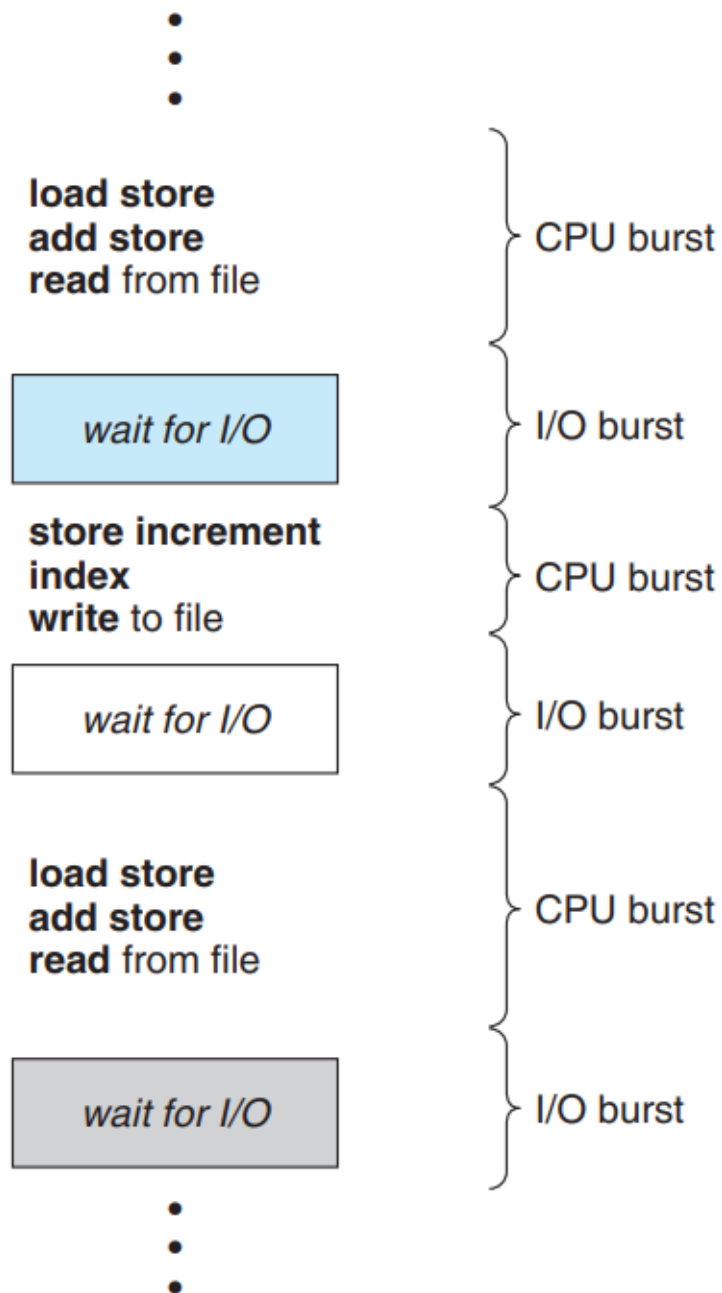 load store
add store
read from file
CPU burst
wait for I/O
I/O burst
store increment
index
write to file
CPU burst
wait for I/O
I/O burst
load store
add store
read from file
CPU burst
wait for I/O
I/O burst